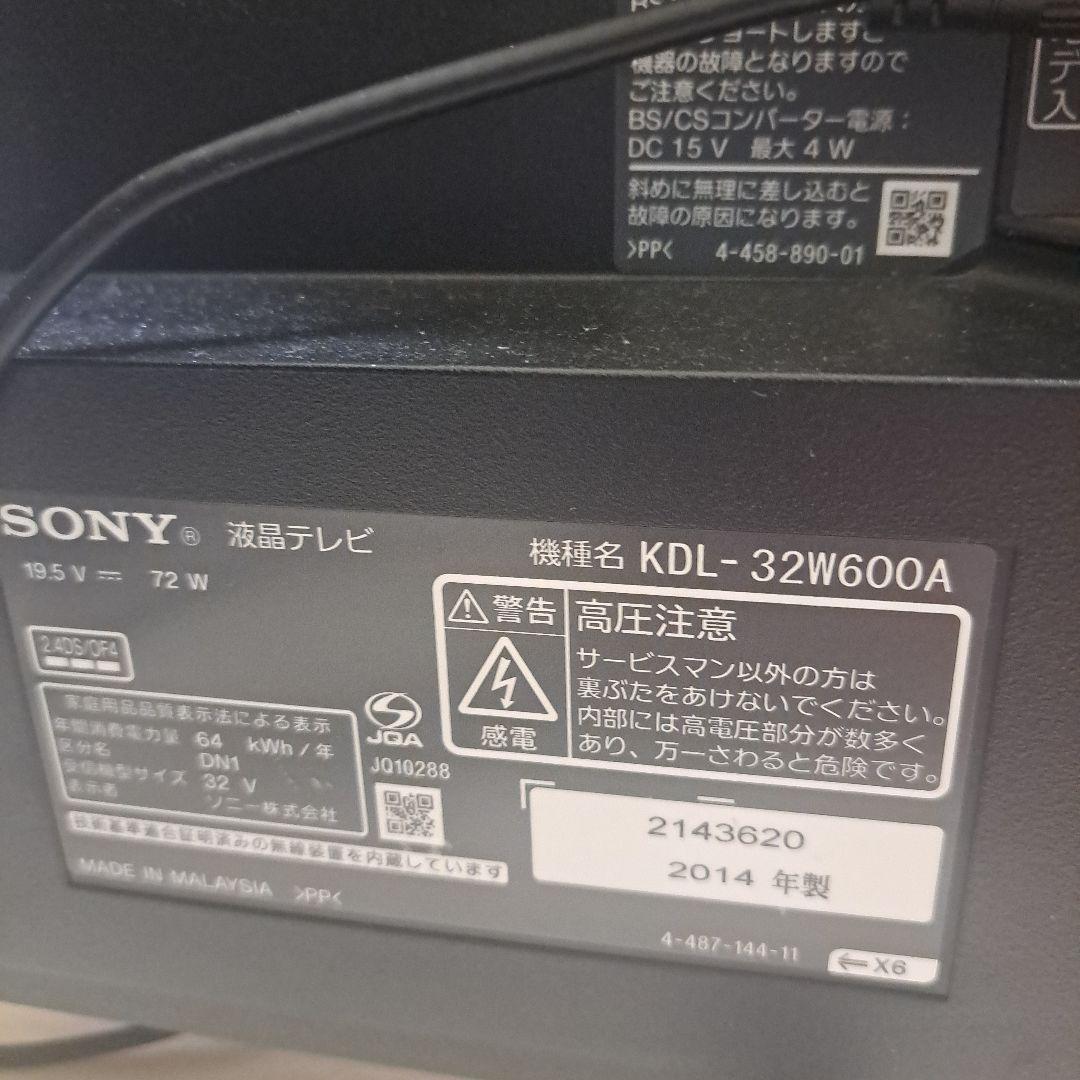 ョートしますこ
機器の故障となりますので
ご注意ください。
BS/CSコンバーター電源:
DC 15 V 最大 4 W
斜めに無理に差し込むと
故障の原因になります。
>PP< 4-458-890-01
テ
入
SONY® 液晶テレビ
19.5 V ⎓ 72 W
機種名 KDL-32W600A
2.4DS/OF4
⚠警告
感電
高圧注意
サービスマン以外の方は
裏ぶたをあけないでください。
内部には高電圧部分が数多く
あり、万一さわると危険です。
家庭用品品質表示法による表示
年間消費電力量 64 kWh/年
区分名 DN1
受信機型サイズ 32 V
表示者 ソニー株式会社
JQA
JQ10288
技術基準適合証明済みの無線装置を内蔵しています
MADE IN MALAYSIA >PP<
2143620
2014 年製
4-487-144-11
←X6